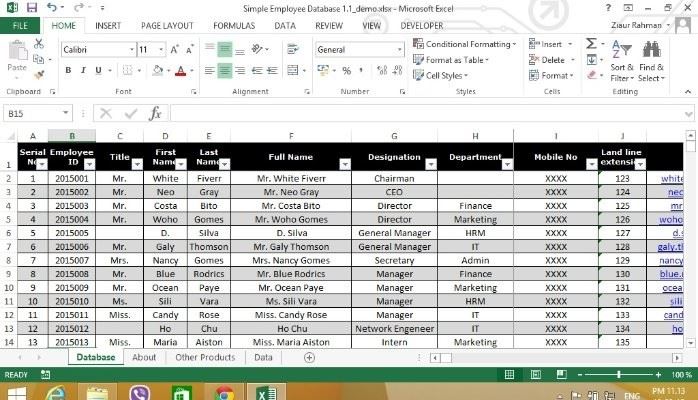 Simple Employee Database 1.1_demo.xlsx - Microsoft Excel
FILE HOME INSERT PAGE LAYOUT FORMULAS DATA REVIEW VIEW DEVELOPER Ziaur Rahman
Calibri 11 General Conditional Formatting Insert
Paste Format as Table Delete Sort & Find &
B I U Cell Styles Format Filter Select
Clipboard Font Alignment Number Styles Cells Editing
B15 fx
A B C D E F G H I J
1 Serial Employee First Last Land line
No ID Title Name Name Full Name Designation Department Mobile No extensi
2 1 2015001 Mr. White Fiverr Mr. White Fiverr Chairman XXXX 123 white
3 2 2015002 Mr. Neo Gray Mr. Neo Gray CEO XXXX 124 neo
4 3 2015003 Mr. Costa Bito Mr. Costa Bito Director Finance XXXX 125 mr
5 4 2015004 Mr. Woho Gomes Mr. Woho Gomes Director Marketing XXXX 126 woho
6 5 2015005 D. Silva D. Silva General Manager HRM XXXX 127 d.s
7 6 2015006 Mr. Galy Thomson Mr. Galy Thomson General Manager IT XXXX 128 galy.t
8 7 2015007 Mrs. Nancy Gomes Mrs. Nancy Gomes Secretary Admin XXXX 129 nancy
9 8 2015008 Mr. Blue Rodrics Mr. Blue Rodrics Manager Finance XXXX 130 blue.
10 9 2015009 Mr. Ocean Paye Mr. Ocean Paye Manager Marketing XXXX 131 ocea
11 10 2015010 Ms. Sili Vara Ms. Sili Vara Manager HRM XXXX 132 sili
12 11 2015011 Miss. Candy Rose Miss. Candy Rose Manager IT XXXX 133 cand
13 12 2015012 Ho Chu Ho Chu Network Engeneer IT XXXX 134 ho
14 13 2015013 Miss. Maria Aiston Miss. Maria Aiston Intern Marketing XXXX 135
Database About Other Products Data
READY 100 %
ENG PM 11.13